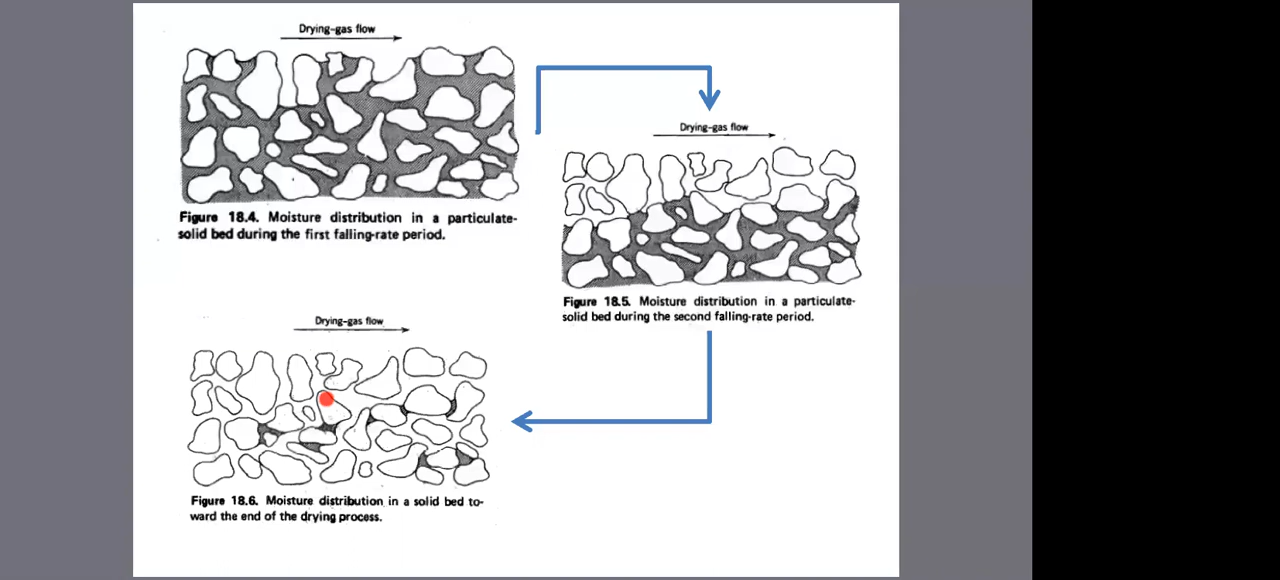 Drying-gas flow
Figure 18.4. Moisture distribution in a particulate-
solid bed during the first falling-rate period.
Drying-gas flow
Figure 18.5. Moisture distribution in a particulate-
solid bed during the second falling-rate period.
Drying-gas flow
Figure 18.6. Moisture distribution in a solid bed to-
ward the end of the drying process.